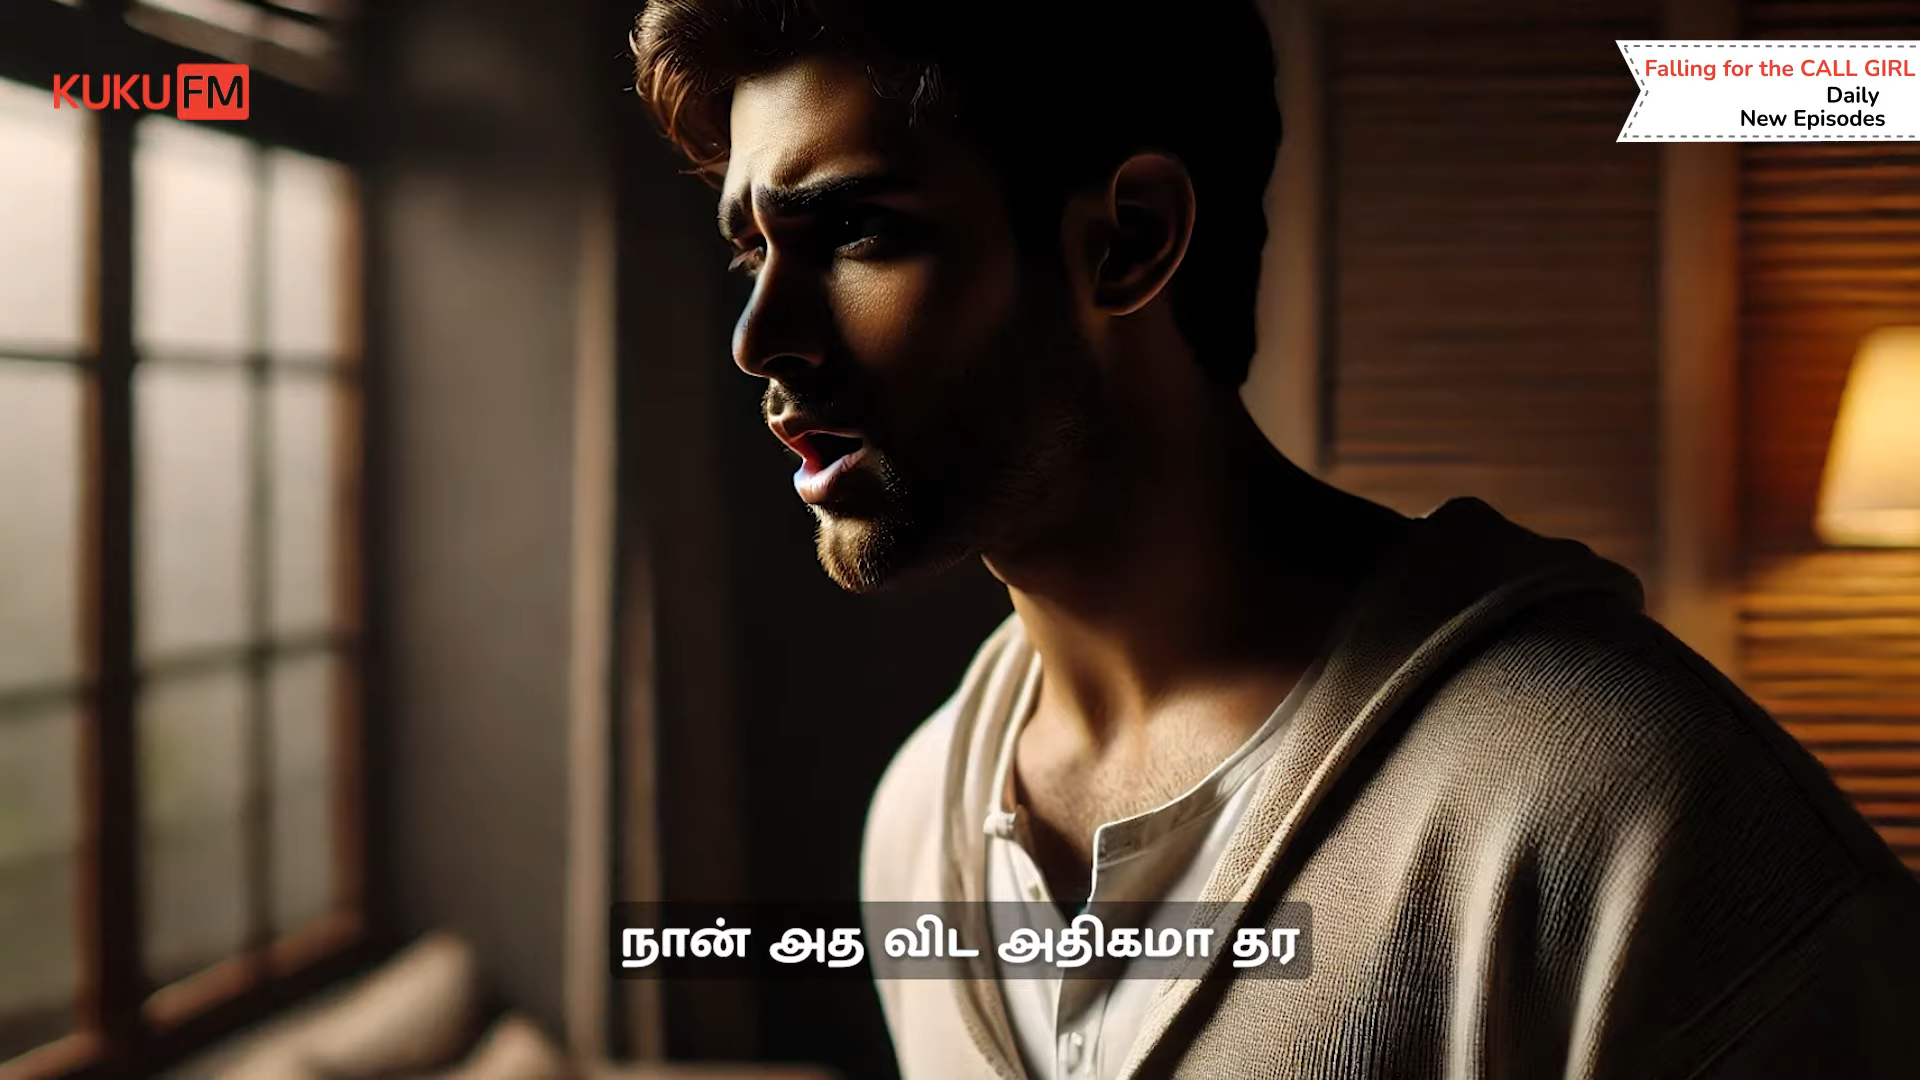 KUKU FM
Falling for the CALL GIRL
Daily
New Episodes
நான் அத விட அதிகமா தர